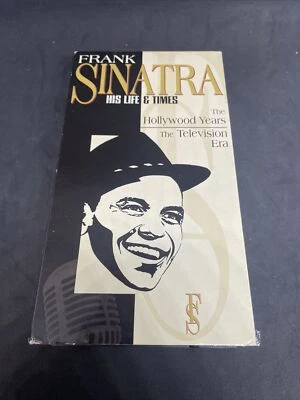 FRANK
SINATRA
HIS LIFE & TIMES
The
Hollywood Years
The Television
Era
FS